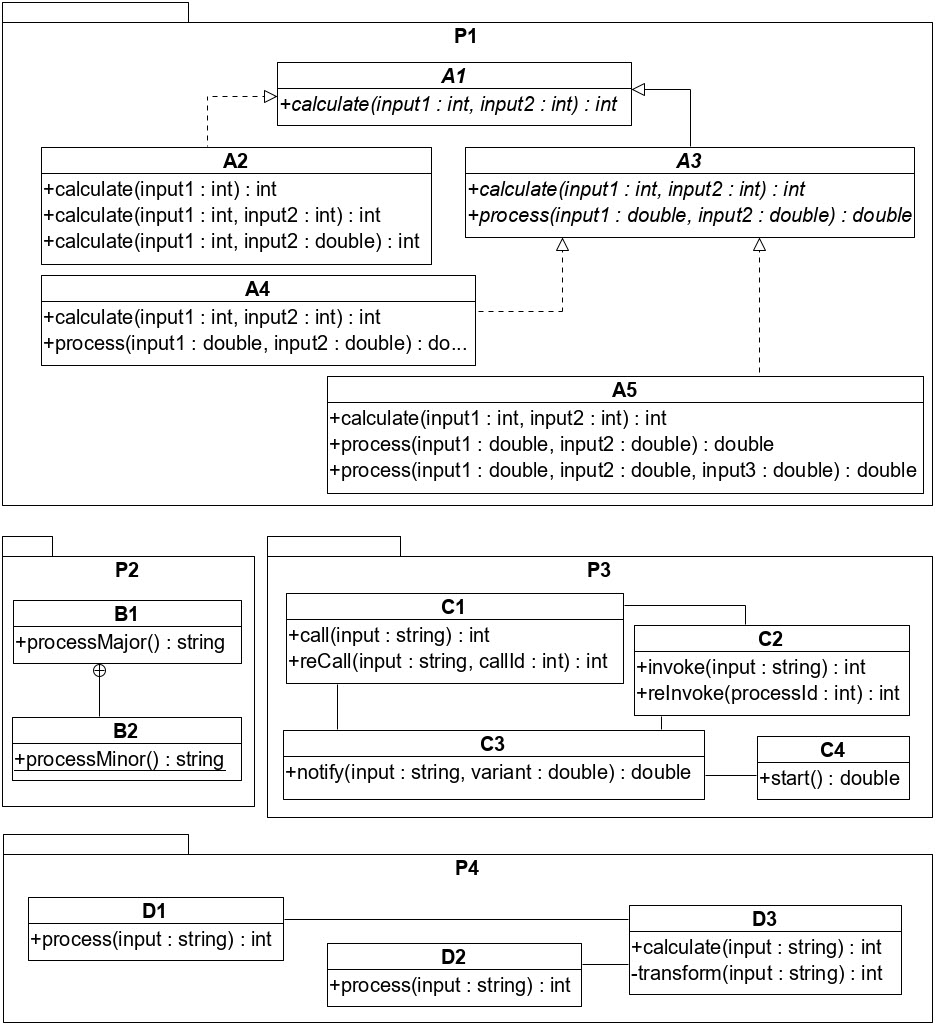 P1
A1
+calculate(input1 : int, input2 : int) : int
A2
+calculate(input1 : int) : int
+calculate(input1 : int, input2 : int) : int
+calculate(input1 : int, input2 : double) : int
A3
+calculate(input1 : int, input2 : int) : int
+process(input1 : double, input2 : double) : double
A4
+calculate(input1 : int, input2 : int) : int
+process(input1 : double, input2 : double) : do...
A5
+calculate(input1 : int, input2 : int) : int
+process(input1 : double, input2 : double) : double
+process(input1 : double, input2 : double, input3 : double) : double
P2
B1
+processMajor() : string
B2
+processMinor() : string
P3
C1
+call(input : string) : int
+reCall(input : string, callId : int) : int
C2
+invoke(input : string) : int
+reInvoke(processId : int) : int
C3
+notify(input : string, variant : double) : double
C4
+start() : double
P4
D1
+process(input : string) : int
D2
+process(input : string) : int
D3
+calculate(input : string) : int
-transform(input : string) : int